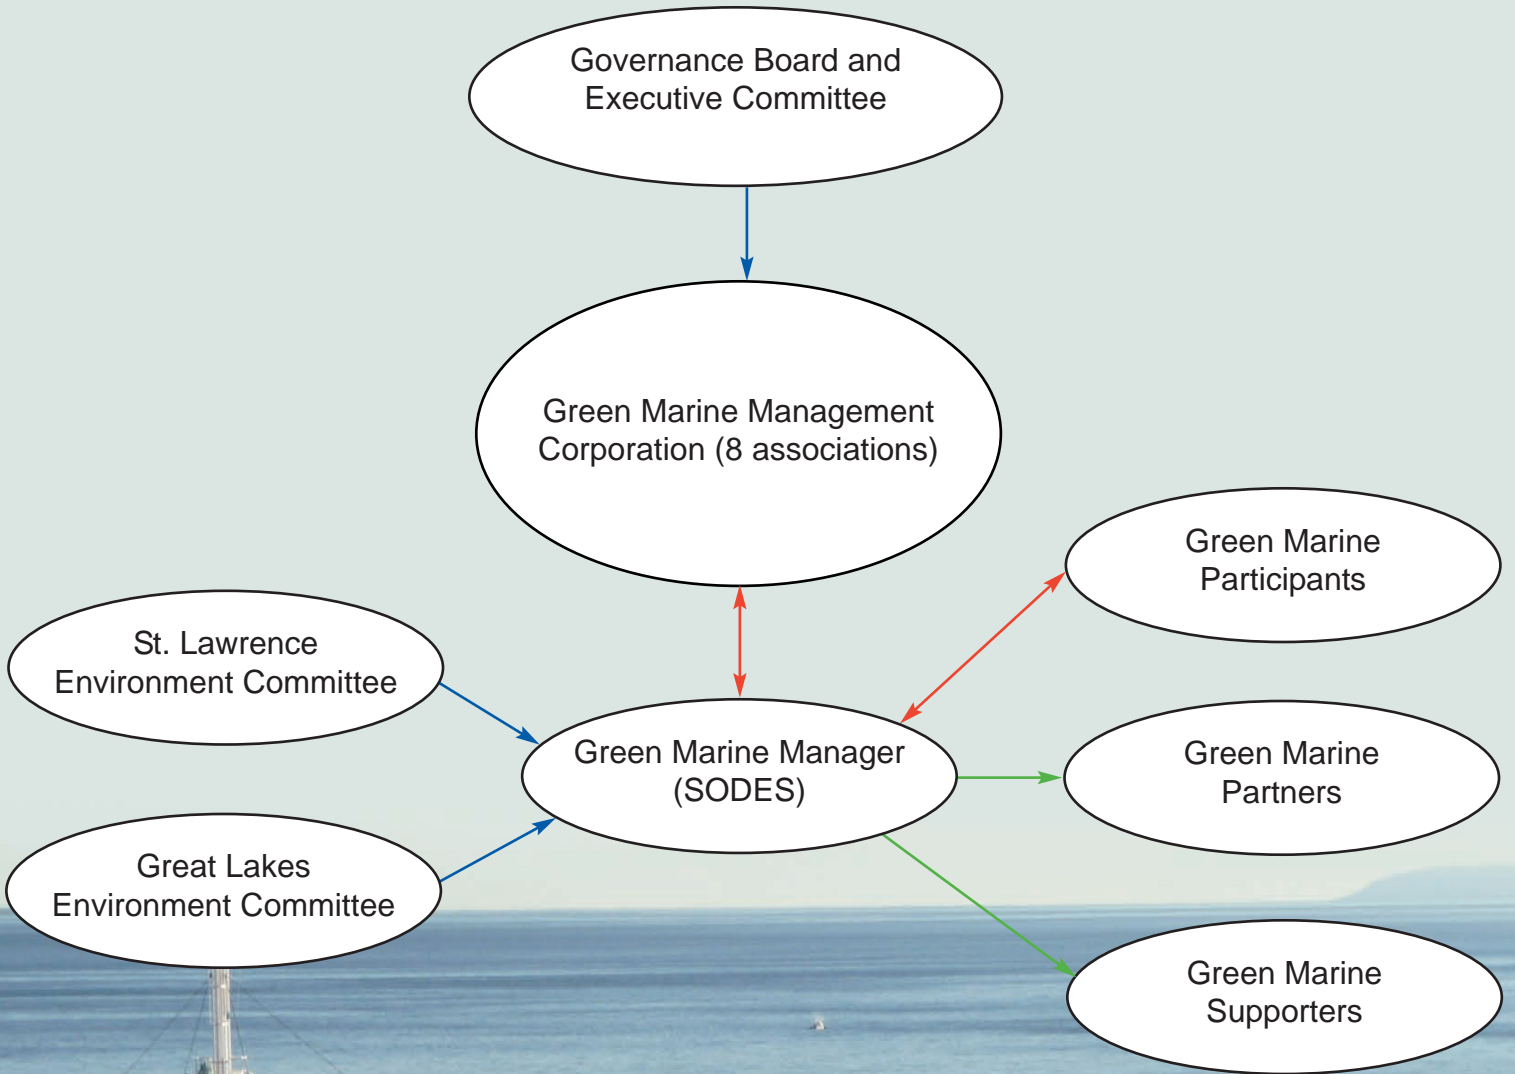 Governance Board and
Executive Committee
Green Marine Management
Corporation (8 associations)
Green Marine
Participants
St. Lawrence
Environment Committee
Green Marine Manager
(SODES)
Green Marine
Partners
Great Lakes
Environment Committee
Green Marine
Supporters